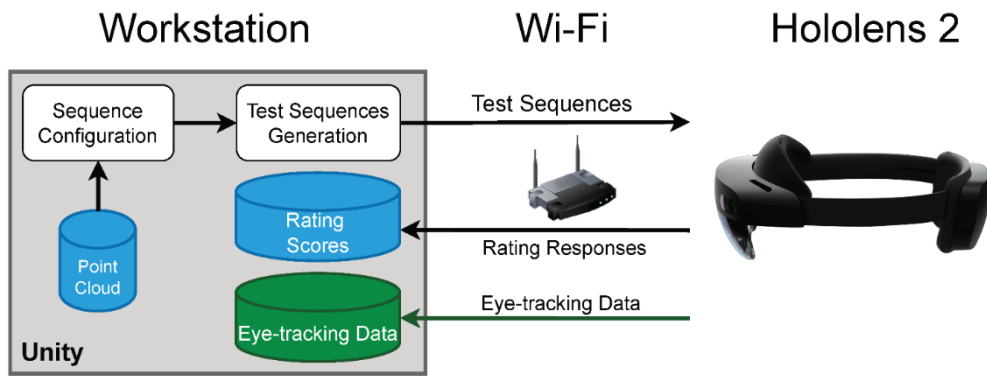 Workstation
Wi-Fi
Hololens 2
Sequence
Configuration
Test Sequences
Generation
Test Sequences
Rating
Scores
Rating Responses
Point
Cloud
Eye-tracking Data
Eye-tracking Data
Unity